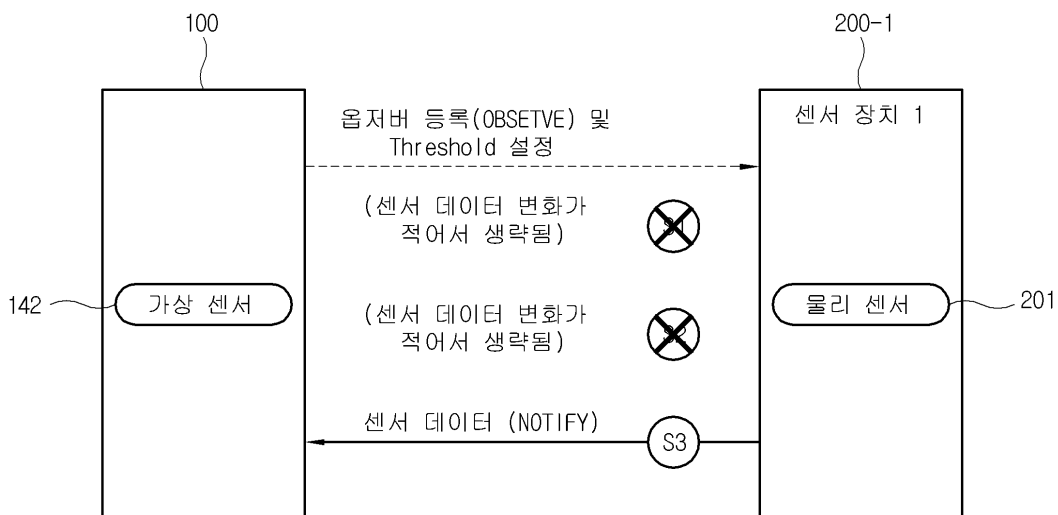 100
200-1
센서 장치 1
옵저버 등록(OBSETVE) 및
Threshold 설정
(센서 데이터 변화가
적어서 생략됨)
142
가상 센서
물리 센서
201
(센서 데이터 변화가
적어서 생략됨)
센서 데이터 (NOTIFY)
S3